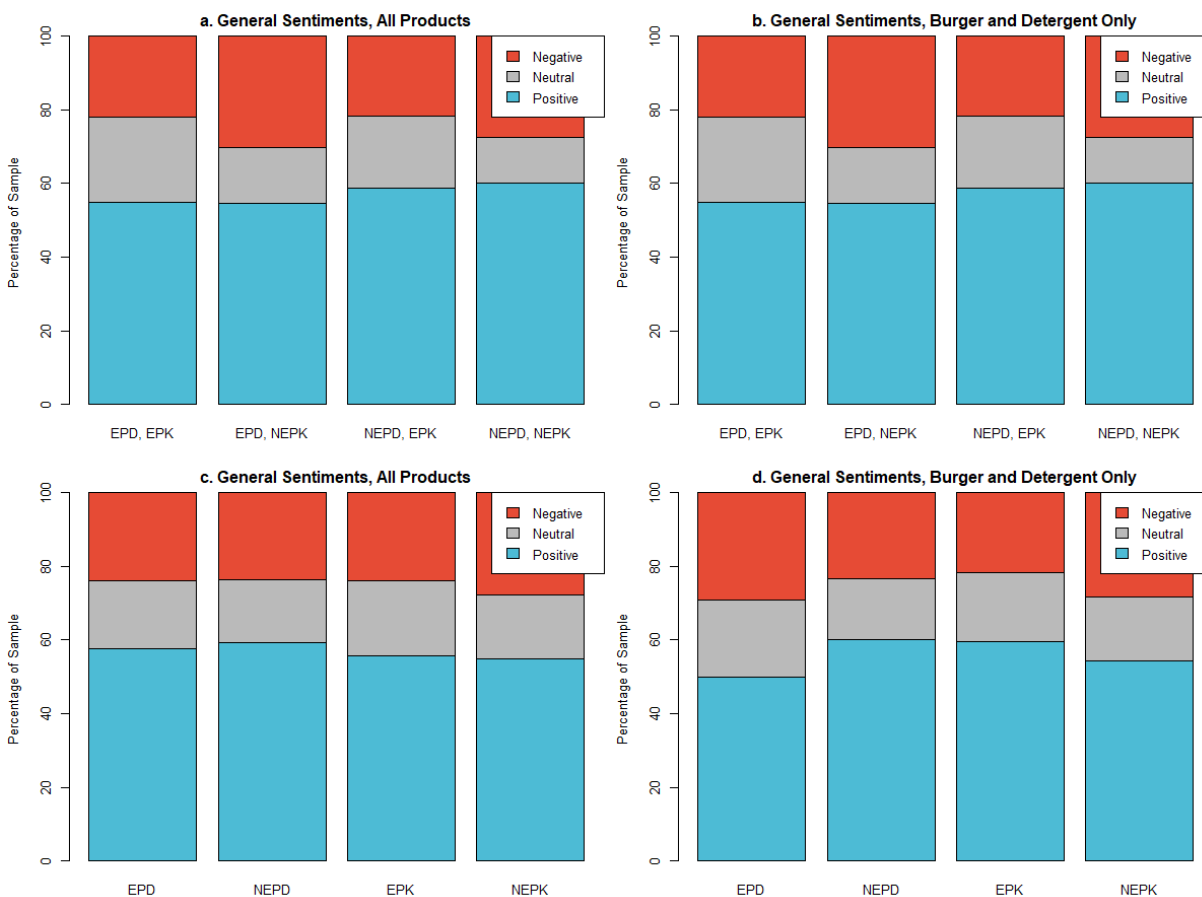 a. General Sentiments, All Products
Percentage of Sample
100
80
60
40
20
0
Negative
Neutral
Positive
EPD, EPK
EPD, NEPK
NEPD, EPK
NEPD, NEPK
b. General Sentiments, Burger and Detergent Only
Percentage of Sample
100
80
60
40
20
0
Negative
Neutral
Positive
EPD, EPK
EPD, NEPK
NEPD, EPK
NEPD, NEPK
c. General Sentiments, All Products
Percentage of Sample
100
80
60
40
20
0
Negative
Neutral
Positive
EPD
NEPD
EPK
NEPK
d. General Sentiments, Burger and Detergent Only
Percentage of Sample
100
80
60
40
20
0
Negative
Neutral
Positive
EPD
NEPD
EPK
NEPK